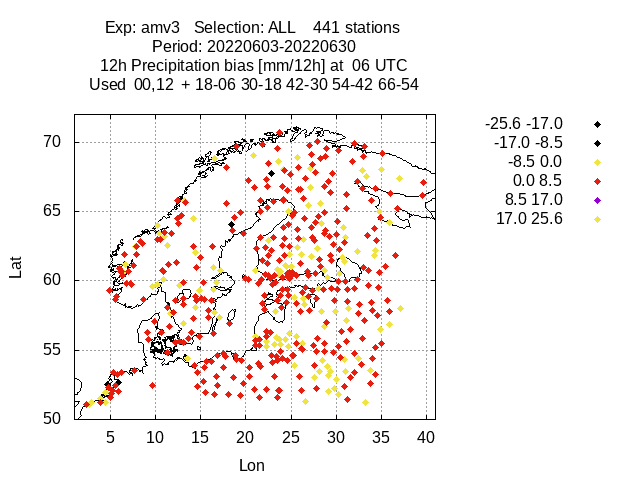 Exp: amv3 Selection: ALL 441 stations
Period: 20220603-20220630
12h Precipitation bias [mm/12h] at 06 UTC
Used 00,12 + 18-06 30-18 42-30 54-42 66-54
-25.6 -17.0
-17.0 -8.5
-8.5 0.0
0.0 8.5
8.5 17.0
17.0 25.6
70
65
60
55
50
Lat
5 10 15 20 25 30 35 40
Lon